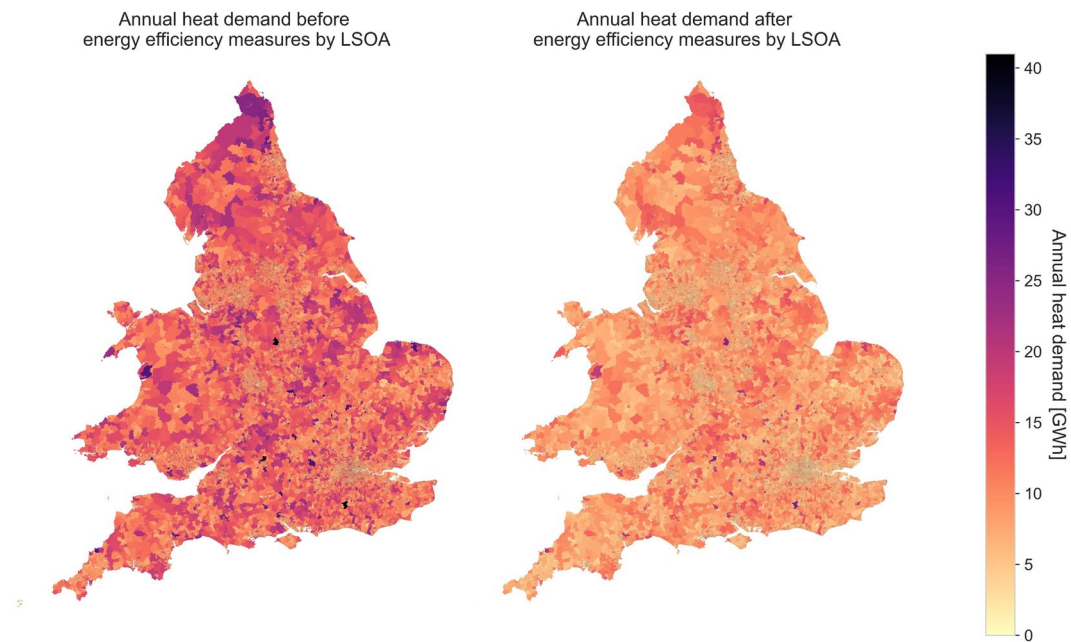 Annual heat demand before
energy efficiency measures by LSOA
Annual heat demand after
energy efficiency measures by LSOA
40
35
30
25
20
15
10
5
0
Annual heat demand [GWh]